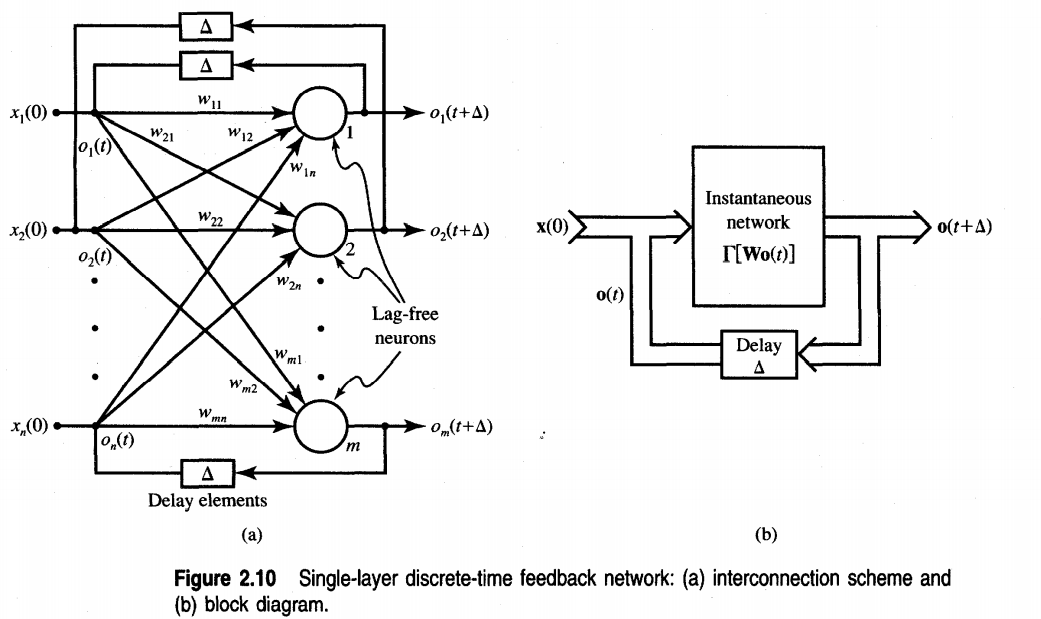 Δ
Δ
x₁(0)
w₁₁
1
o₁(t+Δ)
o₁(t)
w₂₁
w₁₂
w₁ₙ
x₂(0)
w₂₂
2
o₂(t+Δ)
o₂(t)
w₂ₙ
Lag-free
neurons
wₘ₁
wₘ₂
xₙ(0)
wₘₙ
m
oₘ(t+Δ)
oₙ(t)
Δ
Delay elements
(a)
Instantaneous
network
Γ[Wo(t)]
x(0)
o(t+Δ)
o(t)
Delay
Δ
(b)
Figure 2.10 Single-layer discrete-time feedback network: (a) interconnection scheme and
(b) block diagram.